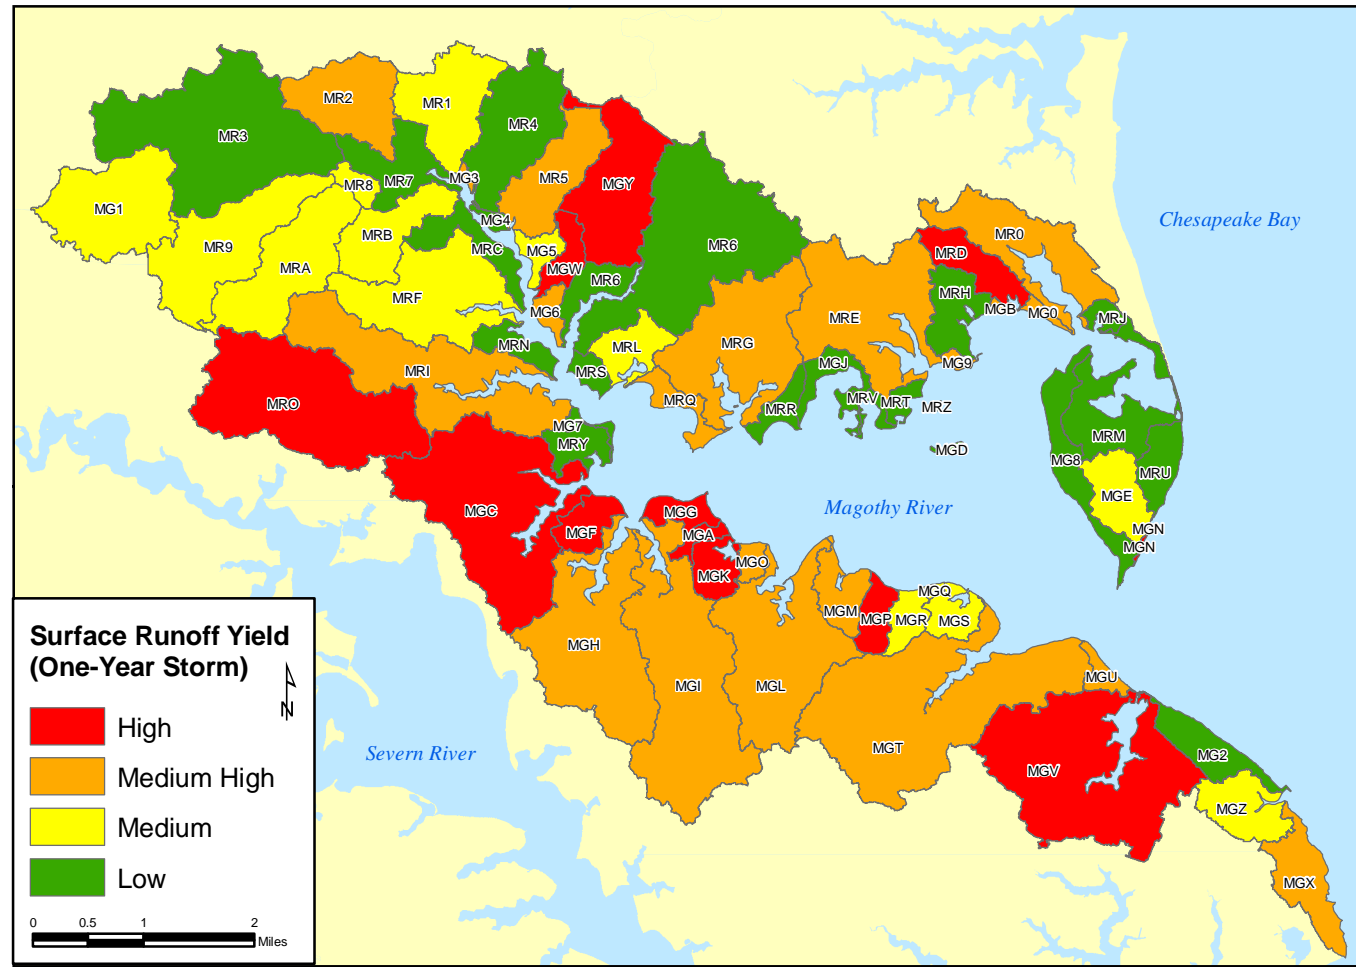 MR2
MR1
MR3
MR4
MG3
MR5
MGY
MR8
MR7
MG1
MG4
Chesapeake Bay
MR0
MRB
MRC
MG5
MR6
MR9
MRD
MRA
MGW
MR6
MRH
MRF
MG6
MGB
MG0
MRJ
MRE
MRN
MRL
MRG
MGJ
MG9
MRI
MRS
MRO
MRQ
MRR
MRV
MRT
MRZ
MG7
MRY
MGD
MRM
MG8
MRU
MGE
MGC
MGG
Magothy River
MGF
MGA
MGN
MGN
MGK
MGO
MGQ
MGM
MGP
MGR
MGS
MGH
MGU
MGI
MGL
MGT
Severn River
MGV
MG2
MGZ
MGX
Surface Runoff Yield
(One-Year Storm)
N
High
Medium High
Medium
Low
0 0.5 1 2
Miles